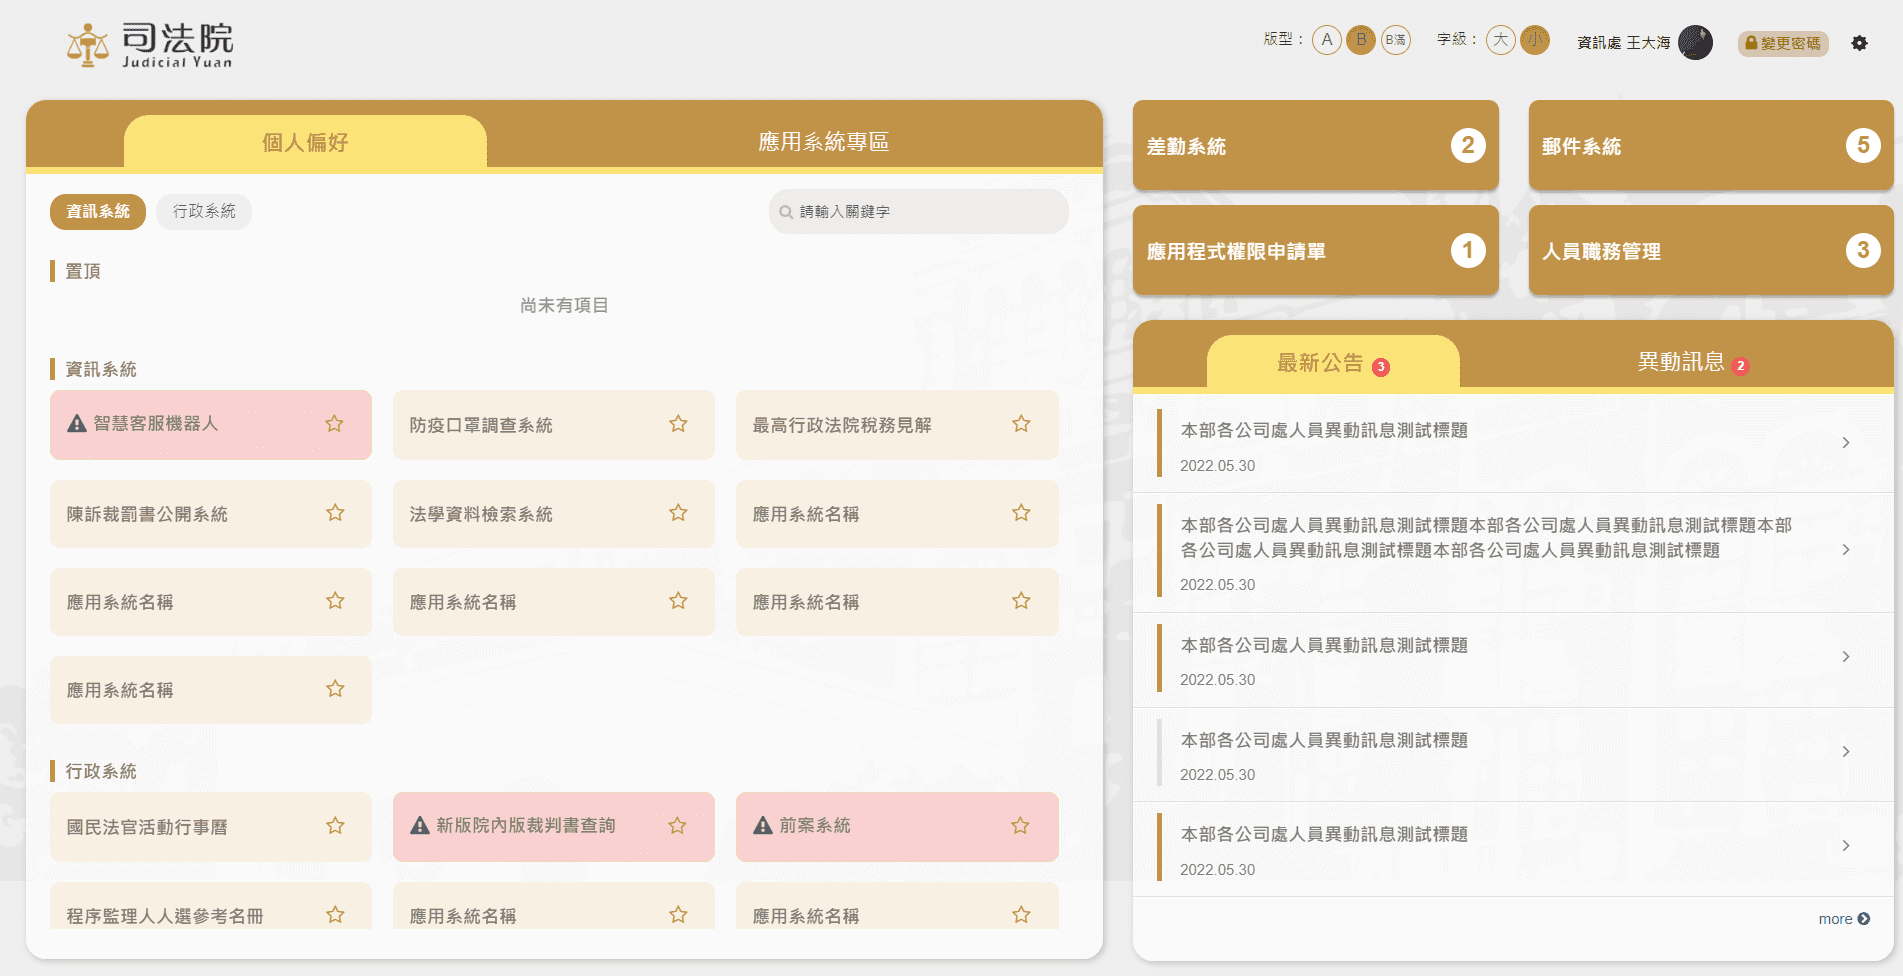 司法院
Judicial Yuan
版型：
A
B
B滿
字級：
大
小
資訊處 王大海
變更密碼
個人偏好
應用系統專區
資訊系統
行政系統
請輸入關鍵字
置頂
尚未有項目
資訊系統
智慧客服機器人
防疫口罩調查系統
最高行政法院稅務見解
陳訴裁罰書公開系統
法學資料檢索系統
應用系統名稱
應用系統名稱
應用系統名稱
應用系統名稱
應用系統名稱
行政系統
國民法官活動行事曆
新版院內版裁判書查詢
前案系統
程序監理人人選參考名冊
應用系統名稱
應用系統名稱
差勤系統
2
郵件系統
5
應用程式權限申請單
1
人員職務管理
3
最新公告
3
異動訊息
2
本部各公司處人員異動訊息測試標題
2022.05.30
本部各公司處人員異動訊息測試標題本部各公司處人員異動訊息測試標題本部
各公司處人員異動訊息測試標題本部各公司處人員異動訊息測試標題
2022.05.30
本部各公司處人員異動訊息測試標題
2022.05.30
本部各公司處人員異動訊息測試標題
2022.05.30
本部各公司處人員異動訊息測試標題
2022.05.30
more